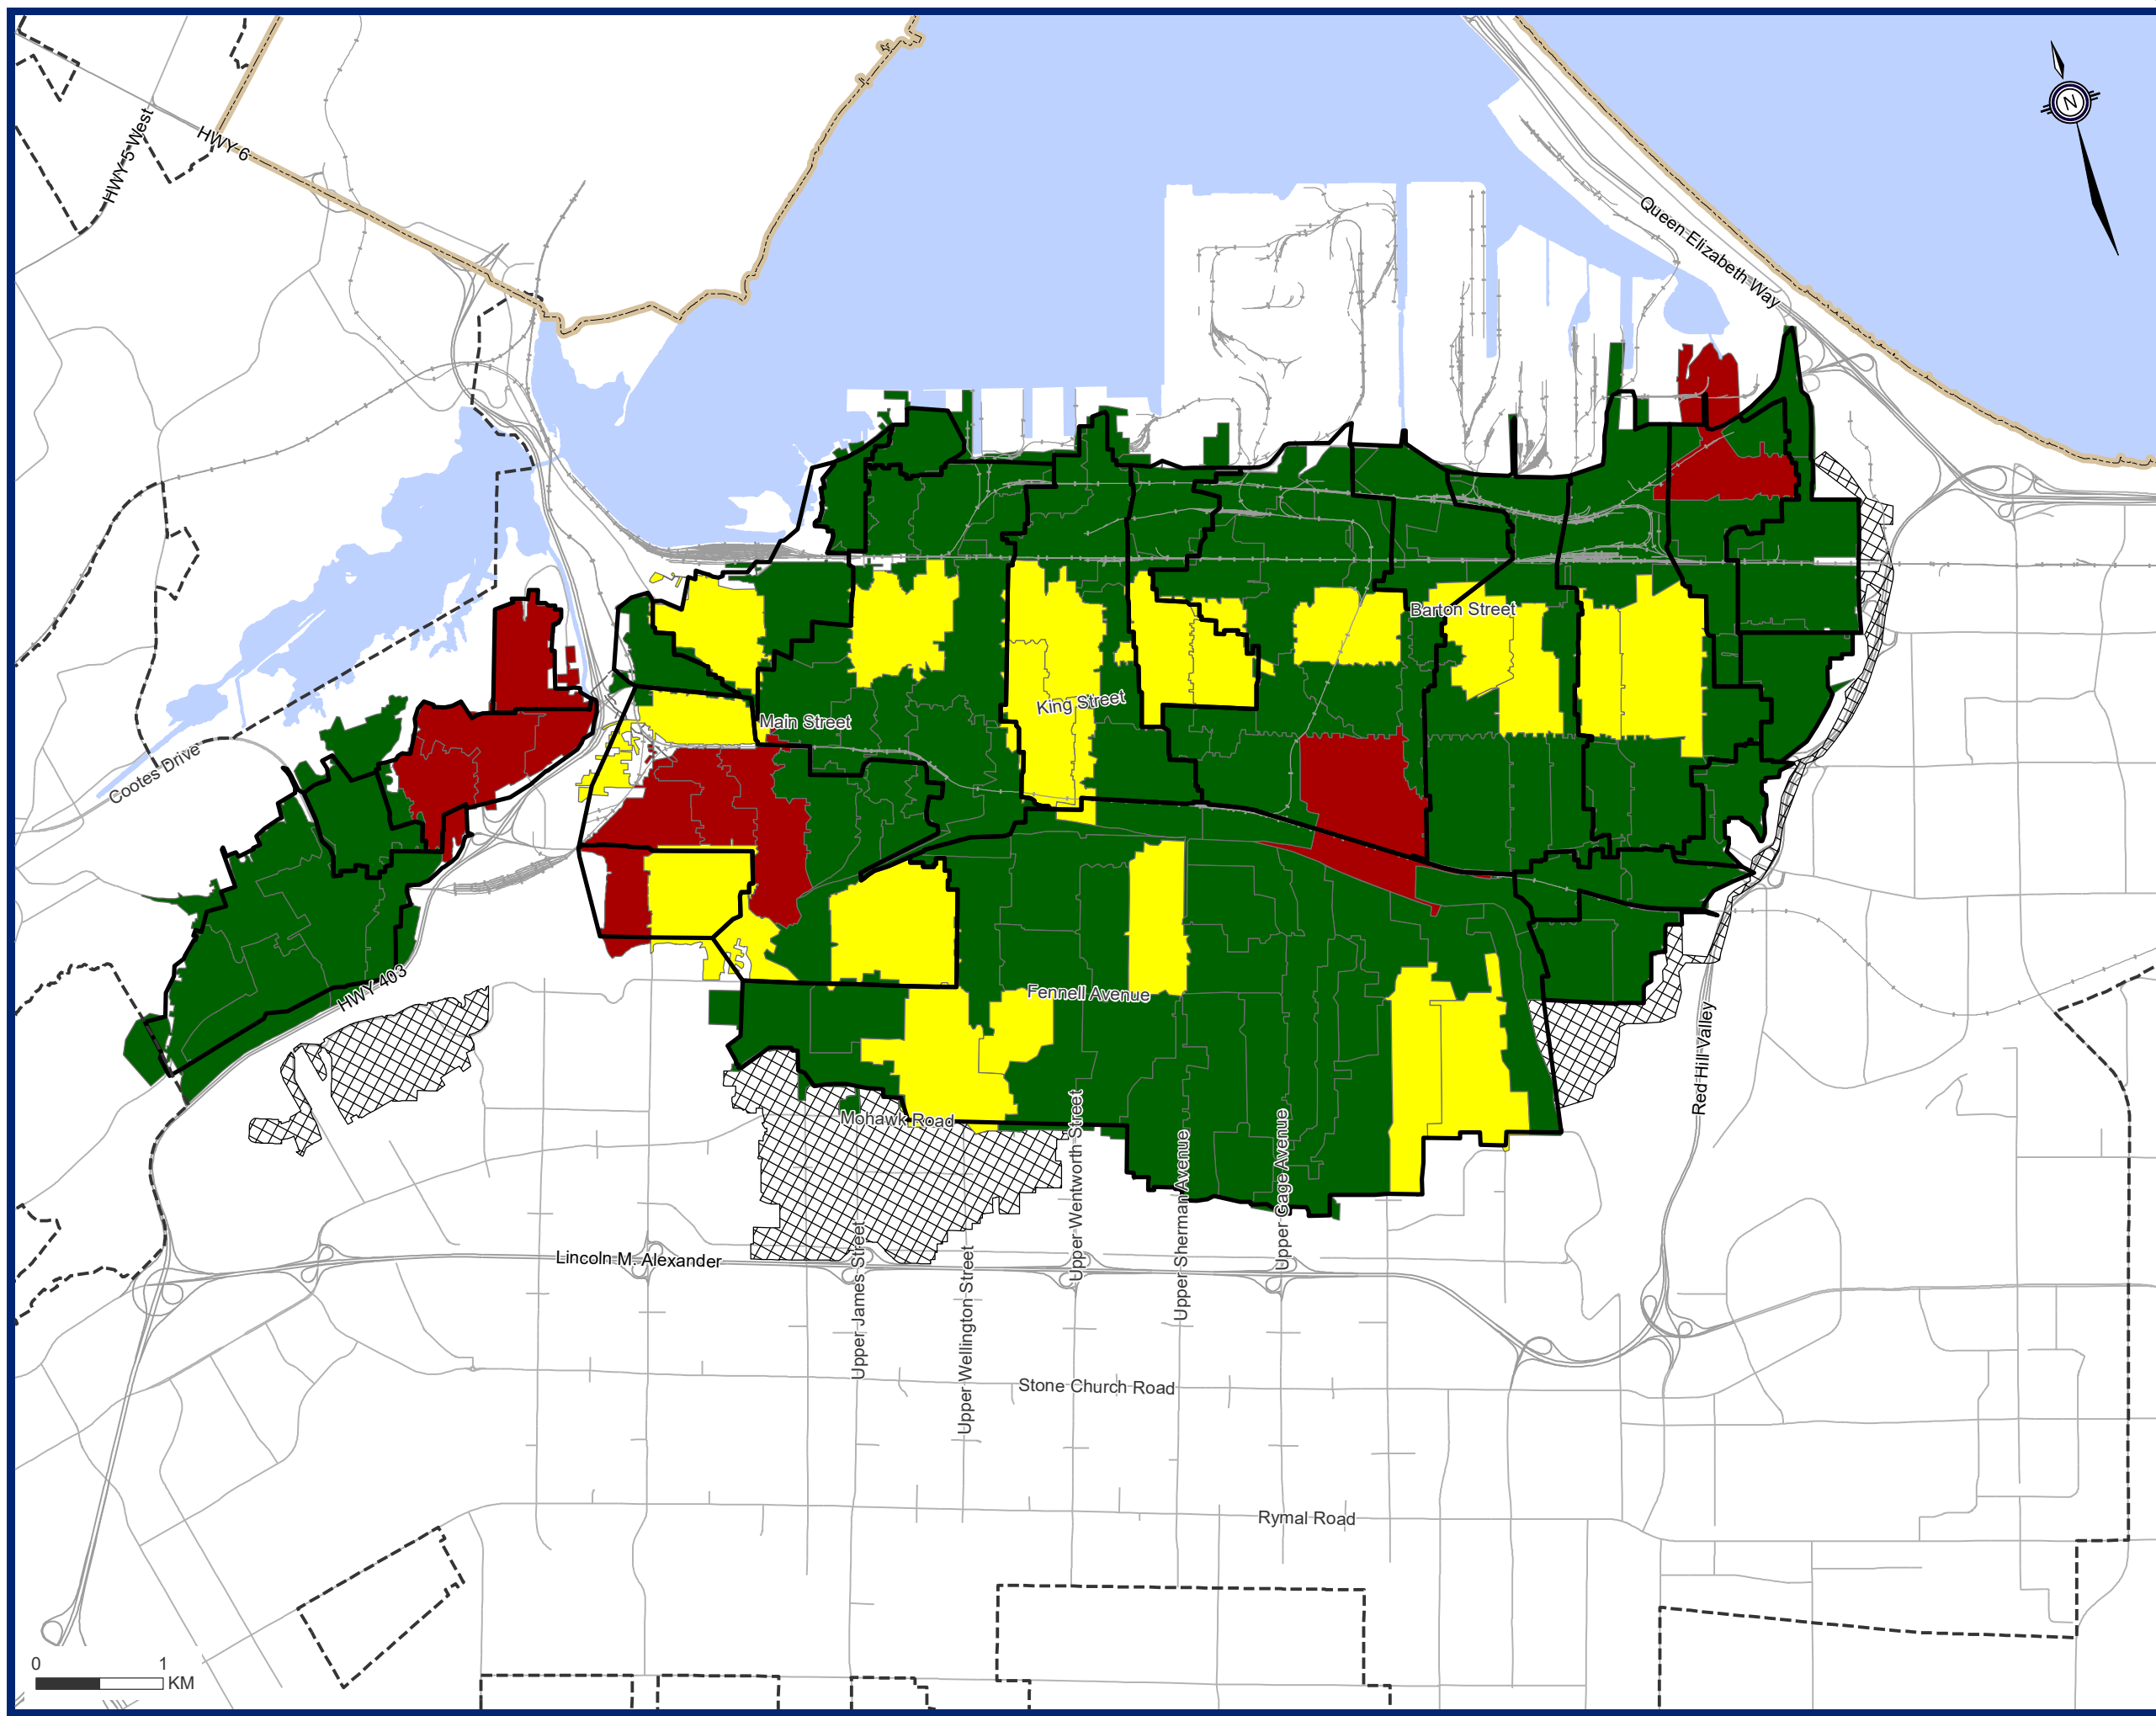 HWY 5 West
HWY 6
N
Queen Elizabeth Way
Barton Street
King Street
Main Street
Cootes Drive
HWY 403
Fennell Avenue
Red Hill Valley
Mohawk Road
Upper Wentworth Street
Upper Sherman Avenue
Upper Gage Avenue
Lincoln M. Alexander
Upper James Street
Upper Wellington Street
Stone Church Road
Rymal Road
0 1
KM